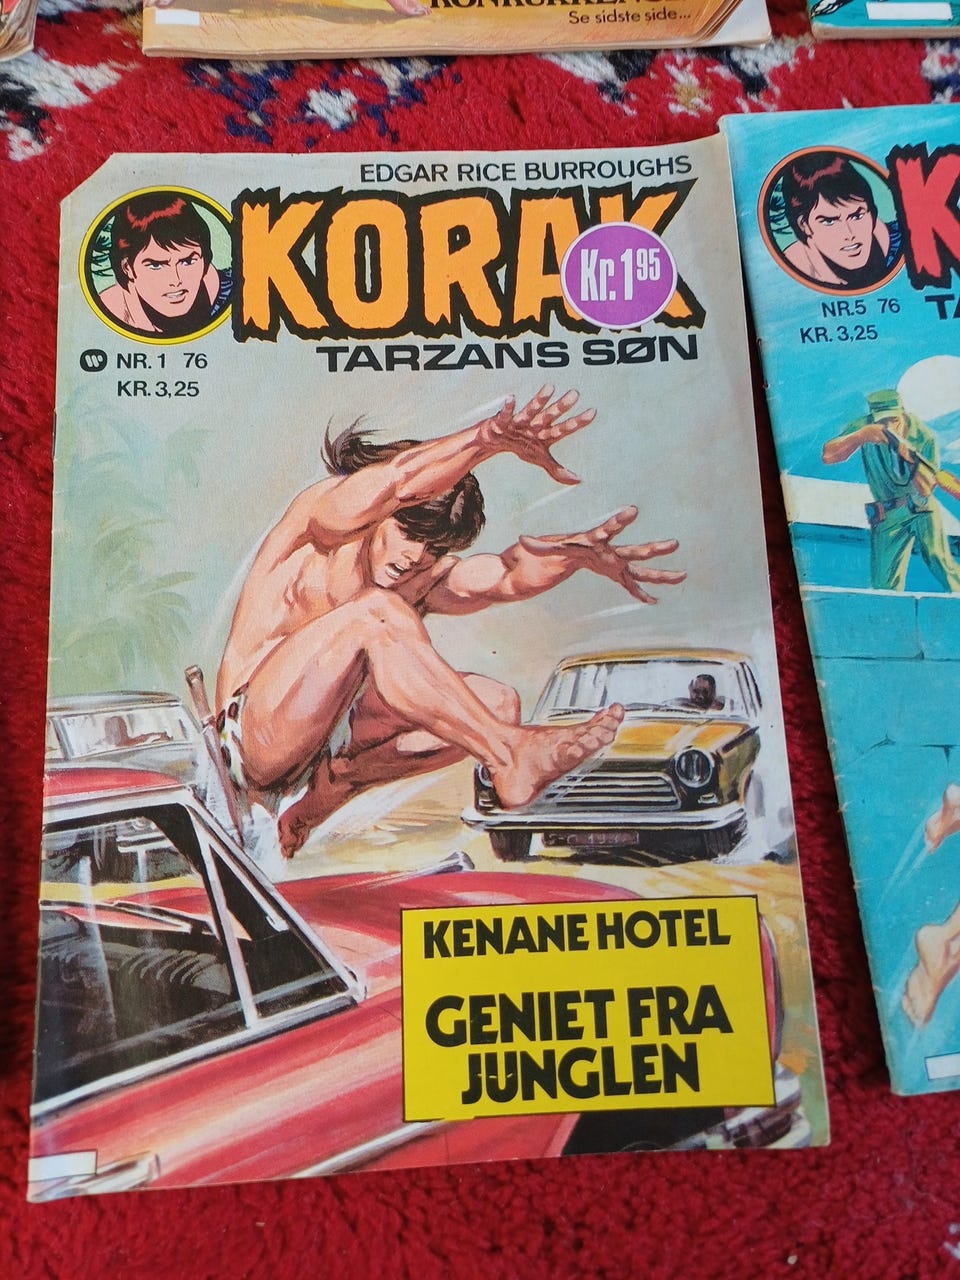 Se sidste side...
EDGAR RICE BURROUGHS
KORAK
Kr. 1 95
TARZANS SØN
NR. 1 76
KR. 3,25
KENANE HOTEL
GENIET FRA
JUNGLEN
K
TA
NR. 5 76
KR. 3,25